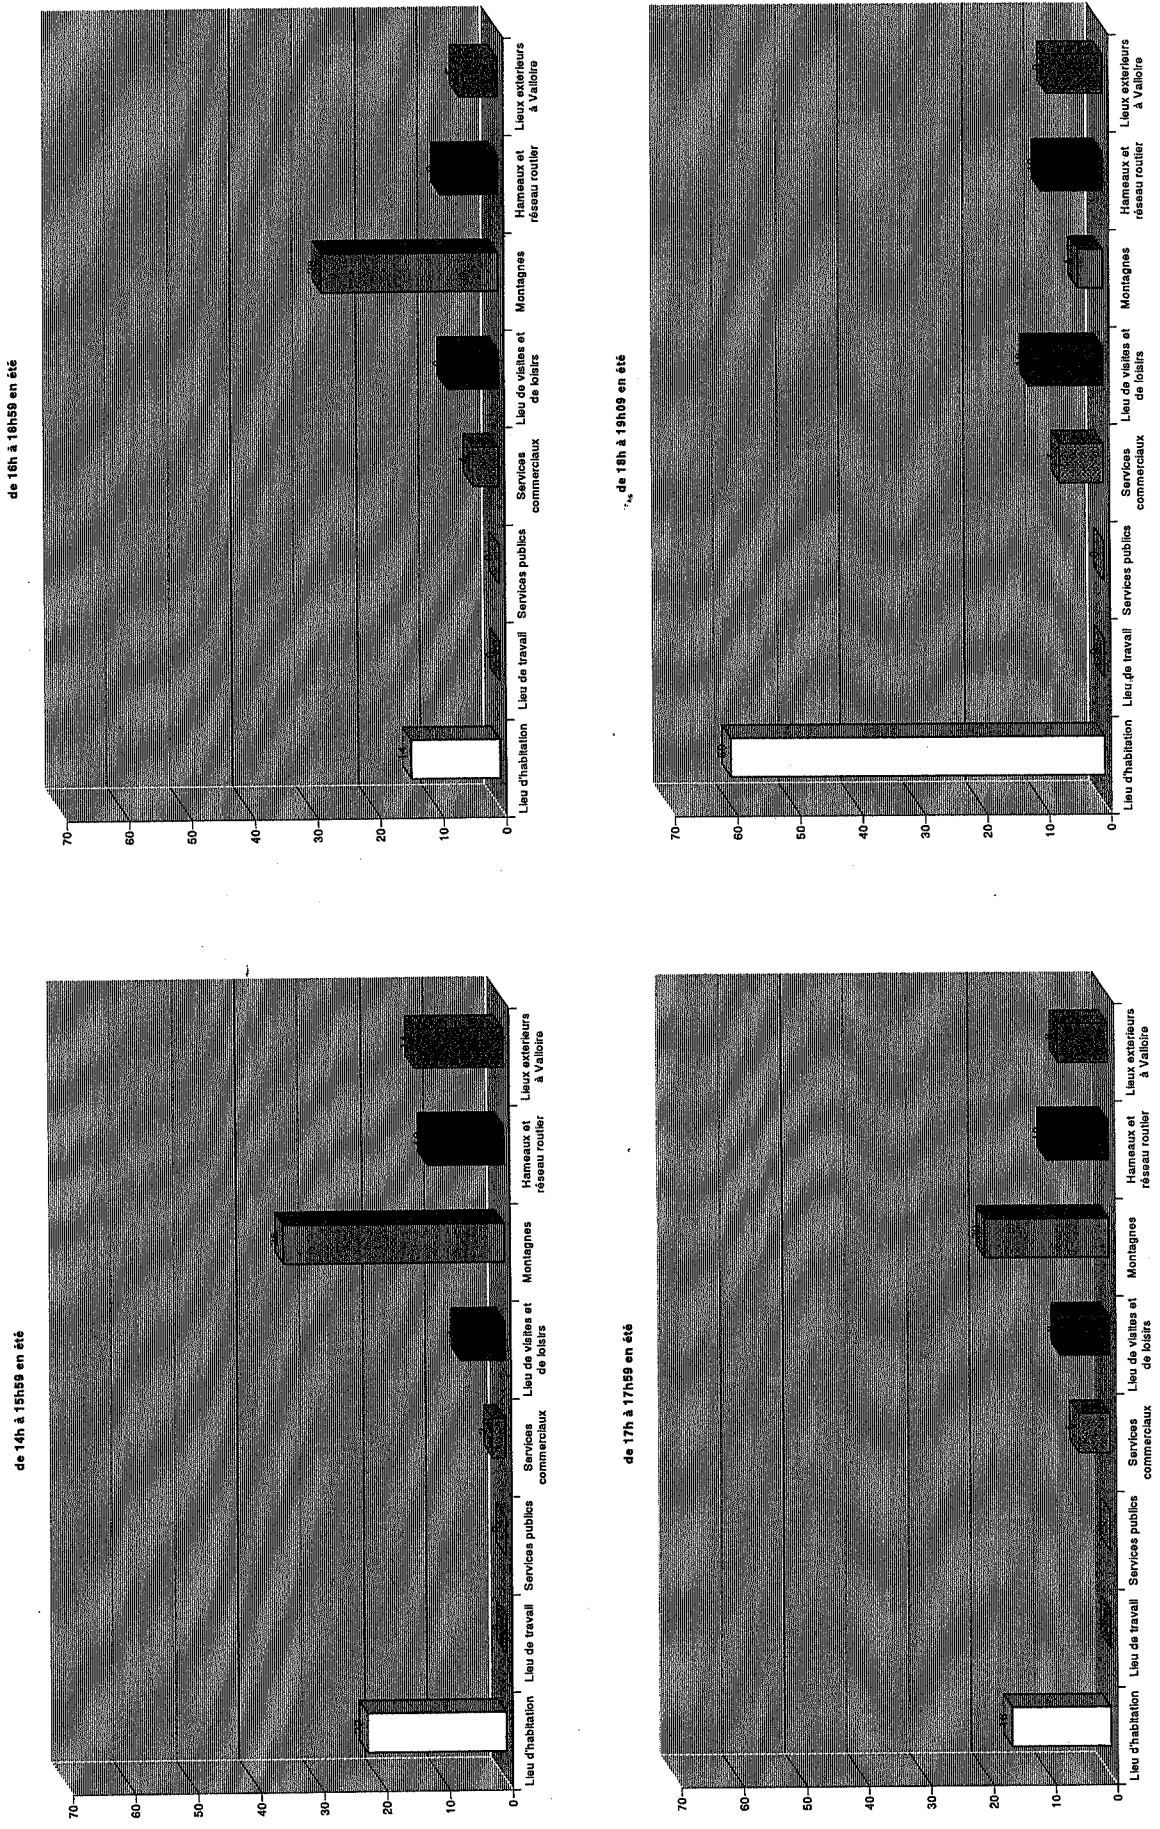 de 14h à 15h59 en été
70
60
50
40
30
20
10
0
22
Lieu d'habitation
Lieu de travail
Services publics
Services
commerciaux
Lieu de visites et
de loisirs
Montagnes
Hameaux et
réseau routier
Lieux exterieurs
à Valloire
de 16h à 16h59 en été
70
60
50
40
30
20
10
0
14
Lieu d'habitation
Lieu de travail
Services publics
Services
commerciaux
Lieu de visites et
de loisirs
Montagnes
Hameaux et
réseau routier
Lieux exterieurs
à Valloire
de 17h à 17h59 en été
70
60
50
40
30
20
10
0
16
20
Lieu d'habitation
Lieu de travail
Services publics
Services
commerciaux
Lieu de visites et
de loisirs
Montagnes
Hameaux et
réseau routier
Lieux exterieurs
à Valloire
de 18h à 19h09 en été
70
60
50
40
30
20
10
0
60
Lieu d'habitation
Lieu de travail
Services publics
Services
commerciaux
Lieu de visites et
de loisirs
Montagnes
Hameaux et
réseau routier
Lieux exterieurs
à Valloire